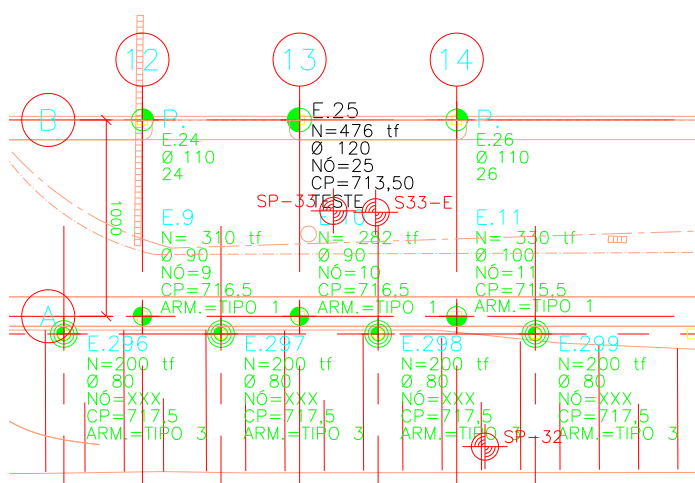 12
13
14
B
P.
E.24
Ø 110
24
E.25
N=476 tf
Ø 120
NÓ=25
CP=713,50
TESTE
P.
E.26
Ø 110
26
SP-33
S33-E
1000
E.9
N= 310 tf
Ø 90
NÓ=9
CP=716.5
ARM.=TIPO 1
N= 282 tf
Ø 90
NÓ=10
CP=716.5
ARM.=TIPO 1
E.11
N= 330 tf
Ø 100
NÓ=11
CP=715.5
ARM.=TIPO 1
A
E.296
N=200 tf
Ø 80
NÓ=XXX
CP=717,5
ARM.=TIPO 3
E.297
N=200 tf
Ø 80
NÓ=XXX
CP=717,5
ARM.=TIPO 3
E.298
N=200 tf
Ø 80
NÓ=XXX
CP=717,5
ARM.=TIPO 3
E.299
N=200 tf
Ø 80
NÓ=XXX
CP=717,5
ARM.=TIPO 3
SP-32